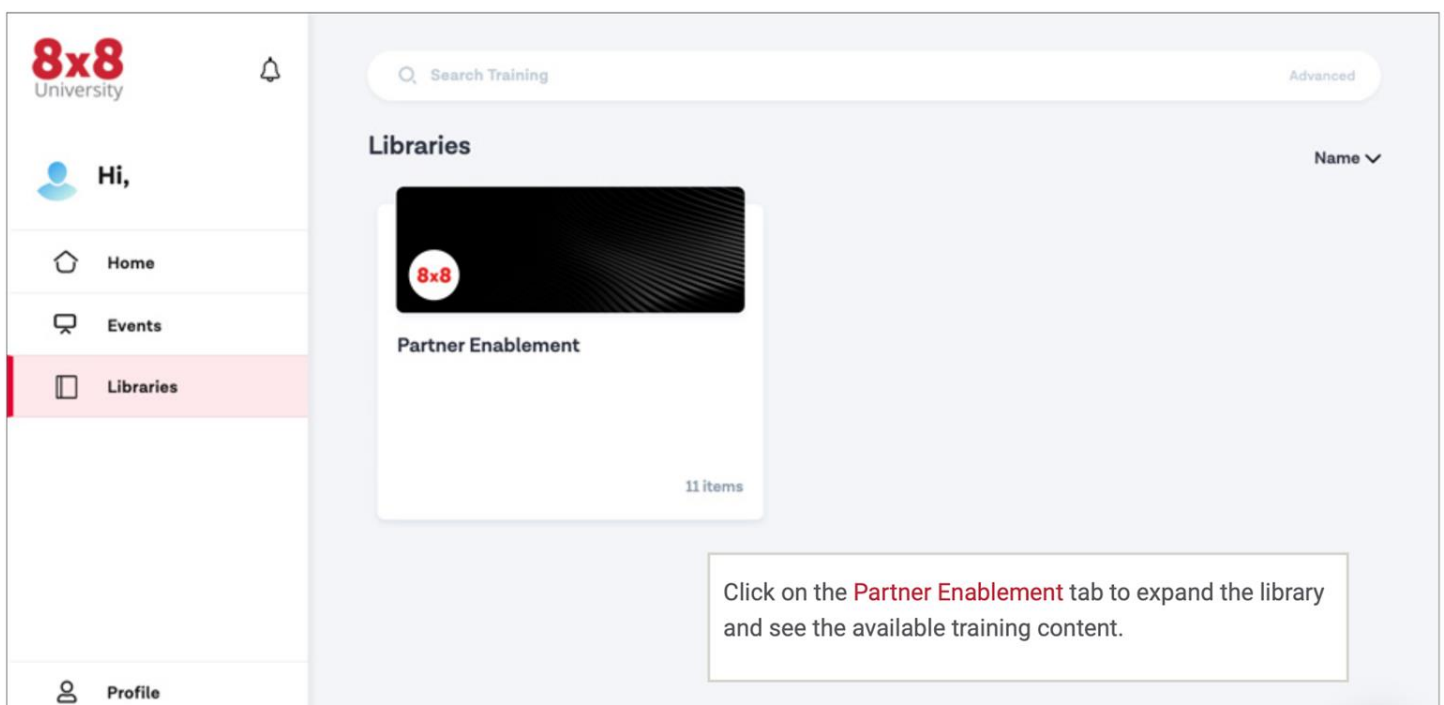 8x8
University
Hi,
Home
Events
Libraries
Profile
Search Training
Advanced
Libraries
Name
8x8
Partner Enablement
11 items
Click on the Partner Enablement tab to expand the library
and see the available training content.